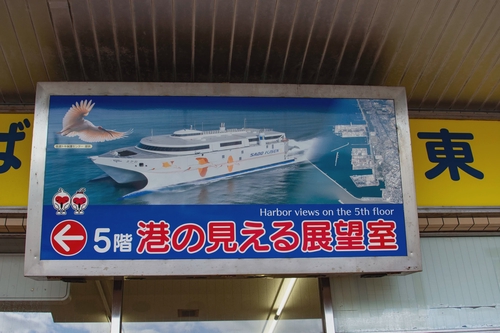 ば
東
Harbor views on the 5th floor
5階 港の見える展望室